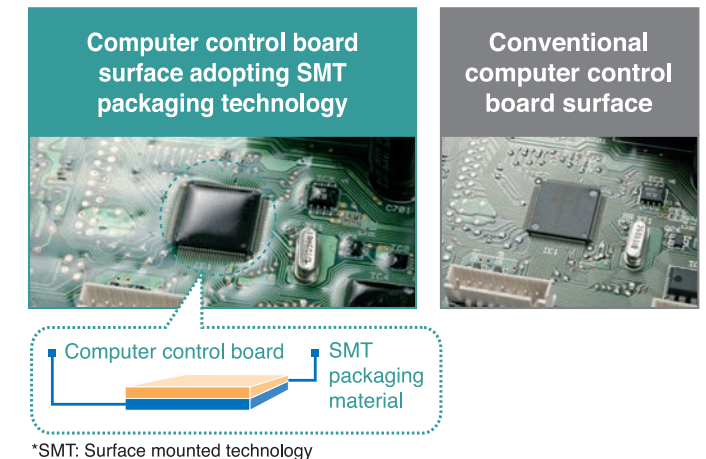 Computer control board
surface adopting SMT
packaging technology
Conventional
computer control
board surface
C701
Computer control board
SMT
packaging
material
*SMT: Surface mounted technology